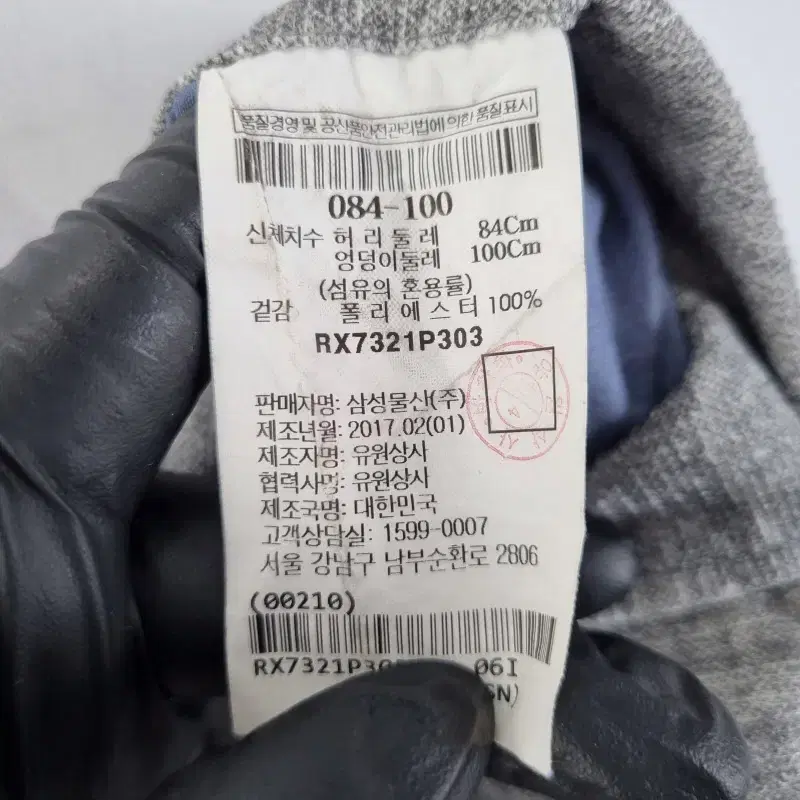 품질경영 및 공산품안전관리법에 의한 품질표시
084-100
신체치수 허 리 둘 레 84Cm
엉덩이둘레 100Cm
(섬유의 혼용률)
겉감 폴 리 에 스 터 100%
RX7321P303
판매자명: 삼성물산(주)
제조년월: 2017.02(01)
제조자명: 유원상사
협력사명: 유원상사
제조국명: 대한민국
고객상담실: 1599-0007
서울 강남구 남부순환로 2806
(00210)
RX7321P30 06I